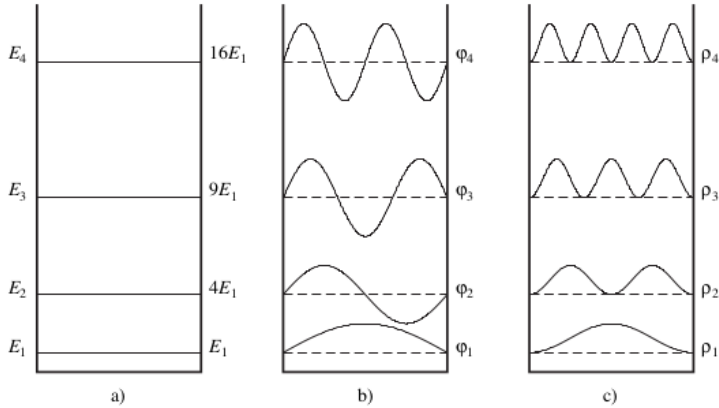 E₄ 16E₁ φ₄ ρ₄
E₃ 9E₁ φ₃ ρ₃
E₂ 4E₁ φ₂ ρ₂
E₁ E₁ φ₁ ρ₁
a) b) c)